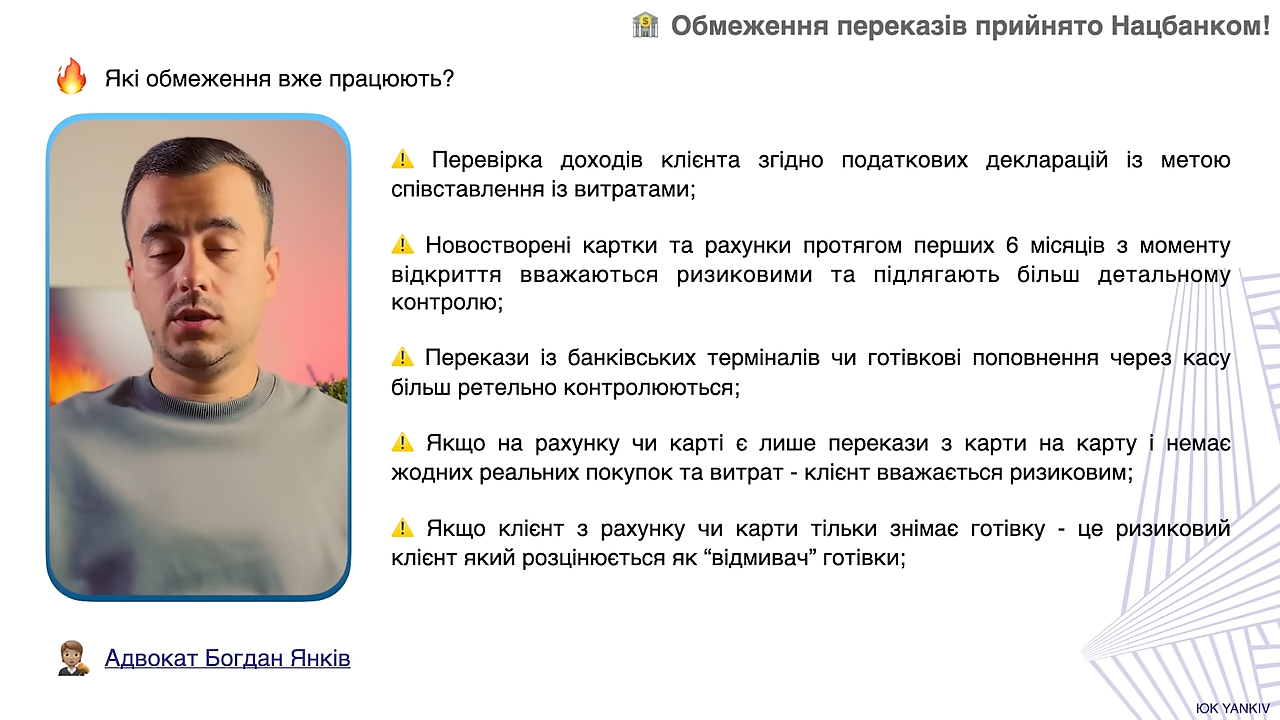 Обмеження переказів прийнято Нацбанком!
Які обмеження вже працюють?
Перевірка доходів клієнта згідно податкових декларацій із метою
співставлення із витратами;
Новостворені картки та рахунки протягом перших 6 місяців з моменту
відкриття вважаються ризиковими та підлягають більш детальному
контролю;
Перекази із банківських терміналів чи готівкові поповнення через касу
більш ретельно контролюються;
Якщо на рахунку чи карті є лише перекази з карти на карту і немає
жодних реальних покупок та витрат - клієнт вважається ризиковим;
Якщо клієнт з рахунку чи карти тільки знімає готівку - це ризиковий
клієнт який розцінюється як “відмивач” готівки;
Адвокат Богдан Янків
ЮК YANKIV